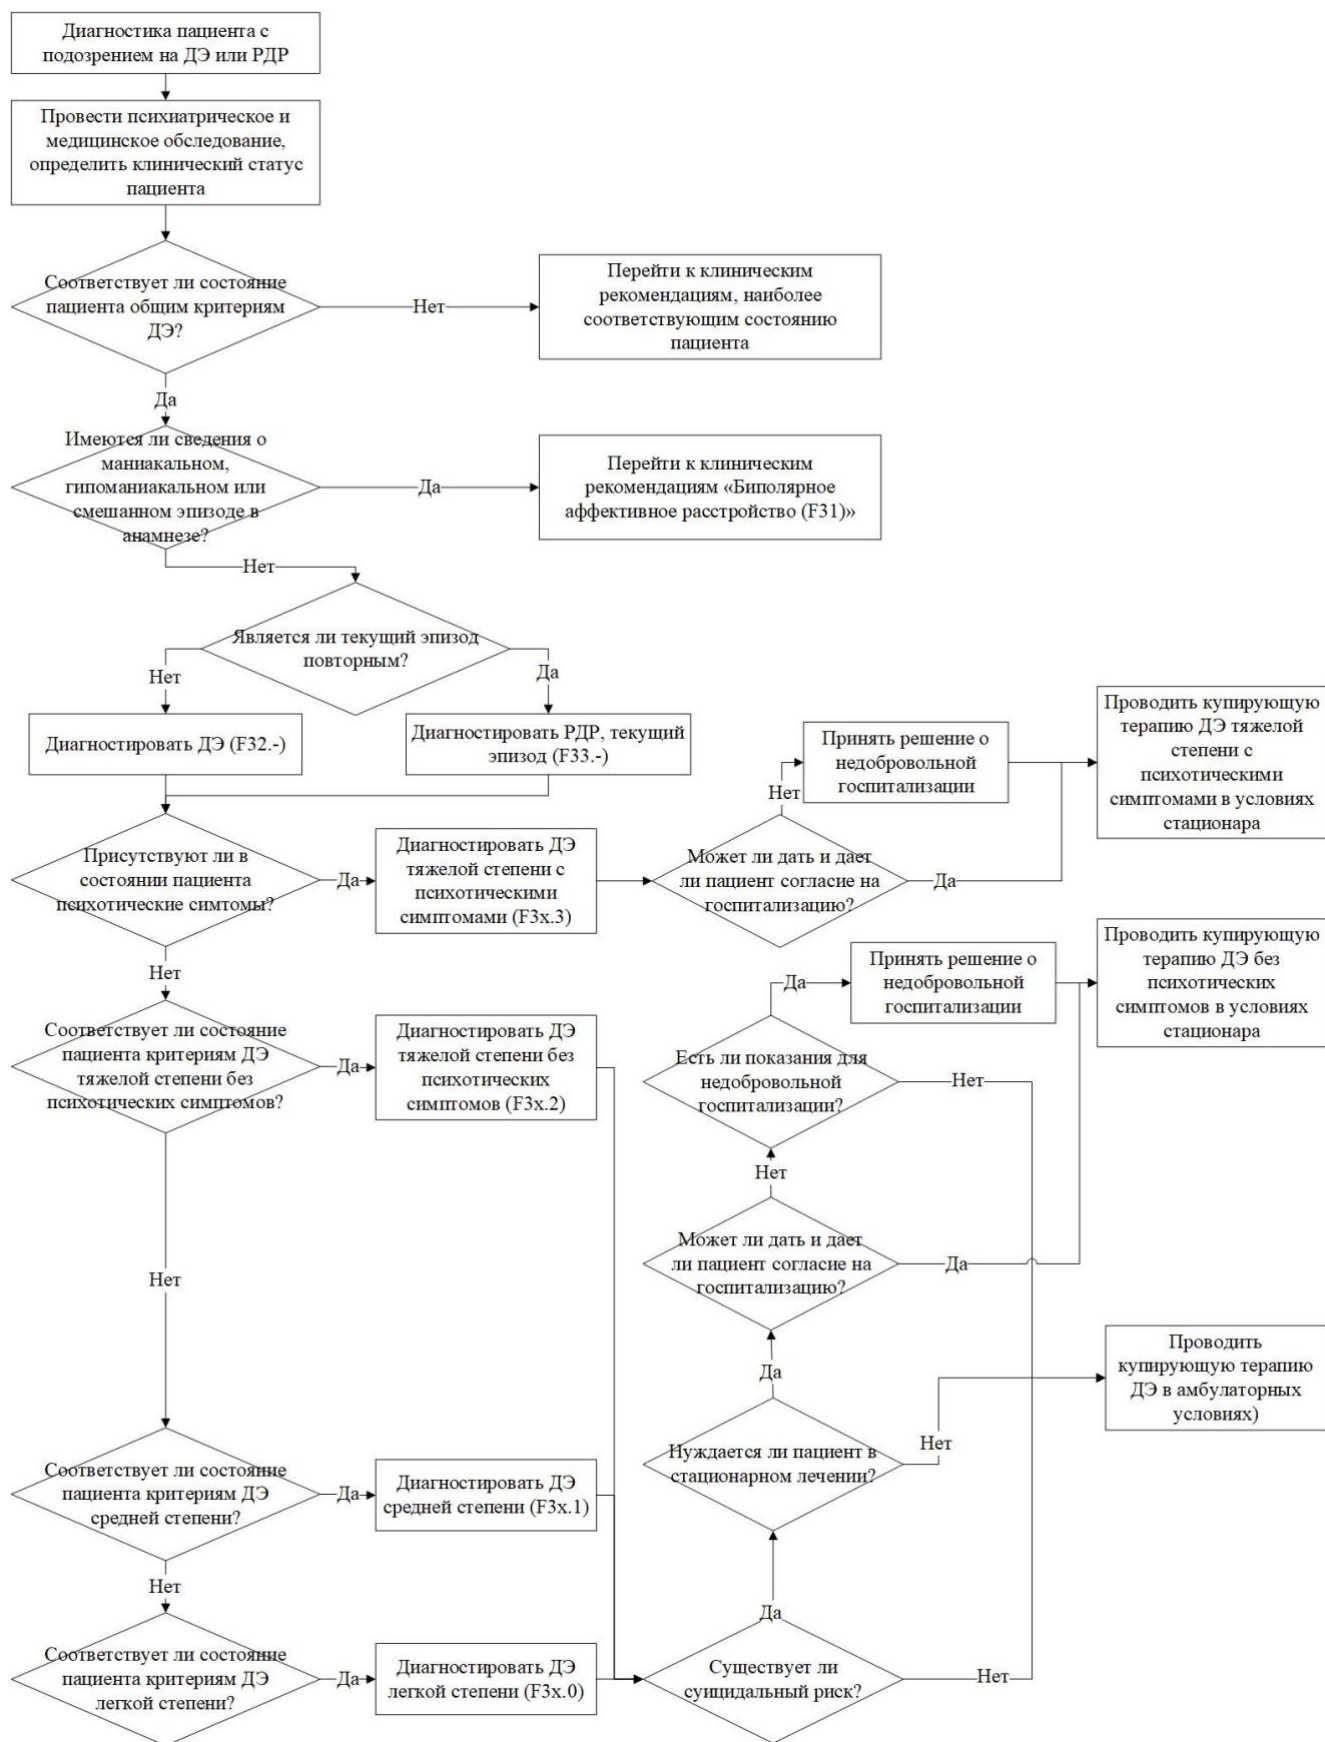 Диагностика пациента с
подозрением на ДЭ или РДР
Провести психиатрическое и
медицинское обследование,
определить клинический статус
пациента
Соответствует ли состояние
пациента общим критериям
ДЭ?
Нет
Перейти к клиническим
рекомендациям, наиболее
соответствующим состоянию
пациента
Да
Имеются ли сведения о
маниакальном,
гипоманиакальном или
смешанном эпизоде в
анамнезе?
Да
Перейти к клиническим
рекомендациям «Биполярное
аффективное расстройство (F31)»
Нет
Является ли текущий эпизод
повторным?
Нет
Да
Диагностировать ДЭ (F32.-)
Диагностировать РДР, текущий
эпизод (F33.-)
Присутствуют ли в
состоянии пациента
психотические симтомы?
Да
Диагностировать ДЭ
тяжелой степени с
психотическими
симптомами (F3x.3)
Может ли дать и дает
ли пациент согласие на
госпитализацию?
Нет
Принять решение о
недобровольной
госпитализации
Да
Проводить купирующую
терапию ДЭ тяжелой
степени с
психотическими
симптомами в условиях
стационара
Нет
Соответствует ли состояние
пациента критериям ДЭ
тяжелой степени без
психотических симптомов?
Да
Диагностировать ДЭ
тяжелой степени без
психотических
симптомов (F3x.2)
Есть ли показания для
недобровольной
госпитализации?
Да
Принять решение о
недобровольной
госпитализации
Проводить купирующую
терапию ДЭ без
психотических
симптомов в условиях
стационара
Нет
Нет
Может ли дать и дает
ли пациент согласие на
госпитализацию?
Да
Нет
Да
Проводить
купирующую терапию
ДЭ в амбулаторных
условиях)
Соответствует ли состояние
пациента критериям ДЭ
средней степени?
Да
Диагностировать ДЭ
средней степени (F3x.1)
Нуждается ли пациент в
стационарном лечении?
Нет
Нет
Да
Соответствует ли состояние
пациента критериям ДЭ
легкой степени?
Да
Диагностировать ДЭ
легкой степени (F3x.0)
Существует ли
суицидальный риск?
Нет